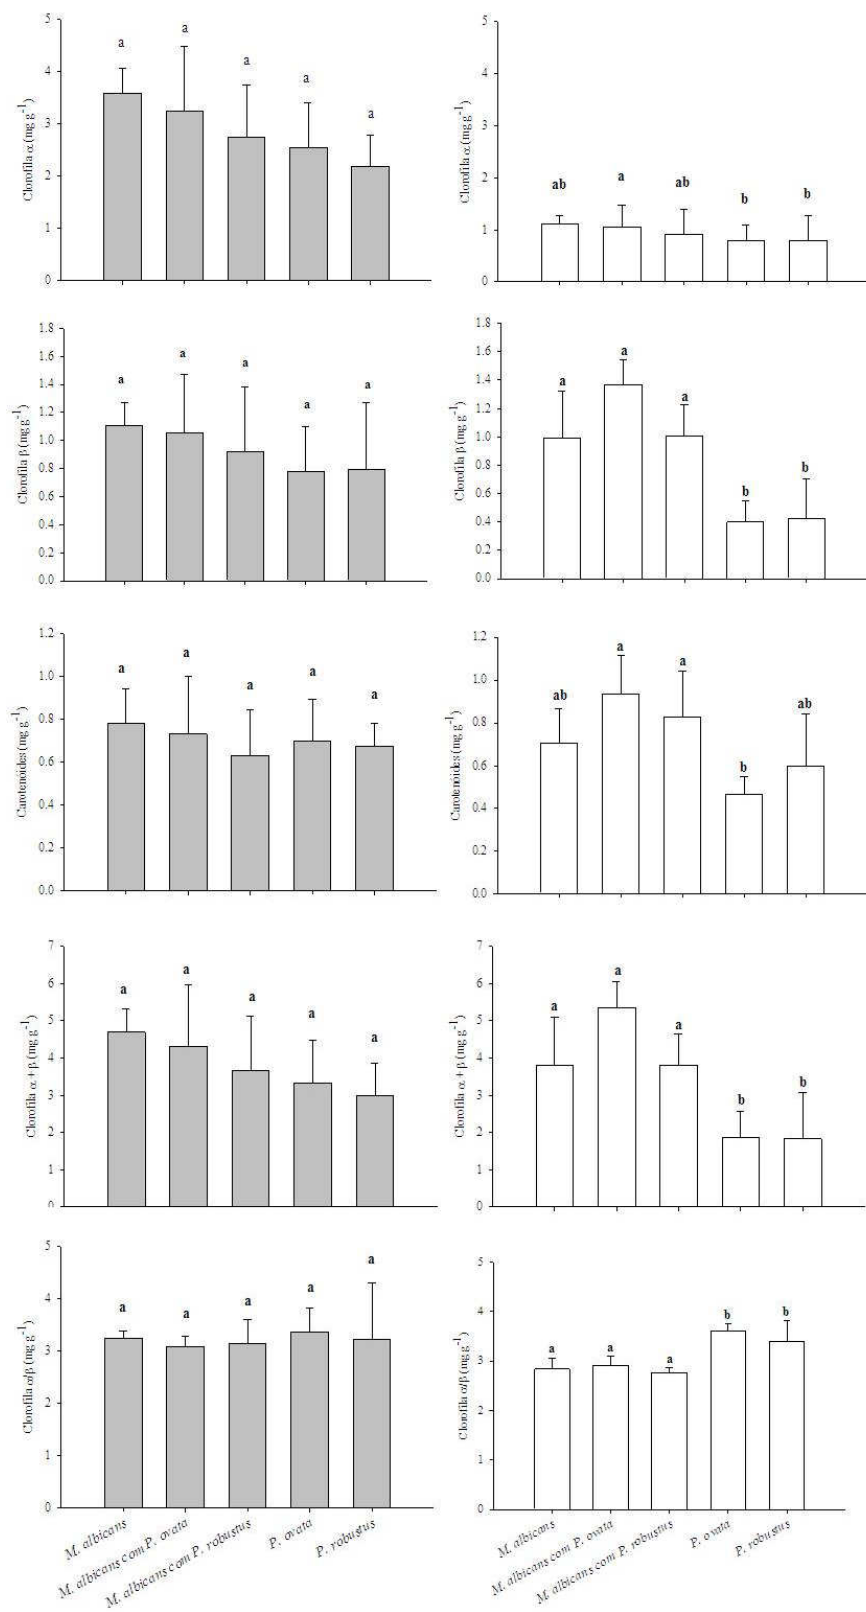 Clorofila α (mg g-1)
5
4
3
2
1
0
a a a a a
Clorofila α (mg g-1)
5
4
3
2
1
0
ab a ab b b
Clorofila β (mg g-1)
1.8
1.6
1.4
1.2
1.0
0.8
0.6
0.4
0.2
0.0
a a a a a
Clorofila β (mg g-1)
1.8
1.6
1.4
1.2
1.0
0.8
0.6
0.4
0.2
0.0
a a a b b
Carotenóides (mg g-1)
1.2
1.0
0.8
0.6
0.4
0.2
0.0
a a a a a
Carotenóides (mg g-1)
1.2
1.0
0.8
0.6
0.4
0.2
0.0
ab a a b ab
Clorofila α + β (mg g-1)
7
6
5
4
3
2
1
0
a a a a a
Clorofila α + β (mg g-1)
7
6
5
4
3
2
1
0
a a a b b
Clorofila α/β (mg g-1)
5
4
3
2
1
0
a a a a a
M. albicans
M. albicans com P. ovata
M. albicans com P. robustus
P. ovata
P. robustus
Clorofila α/β (mg g-1)
5
4
3
2
1
0
a a a b b
M. albicans
M. albicans com P. ovata
M. albicans com P. robustus
P. ovata
P. robustus